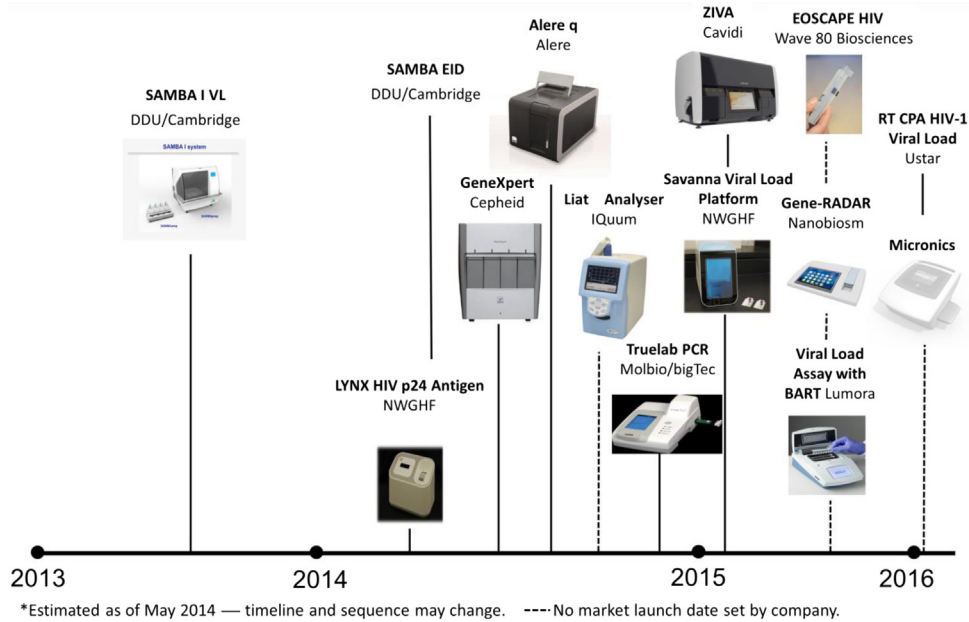 Alere q
Alere
ZIVA
Cavidi
EOSCAPE HIV
Wave 80 Biosciences
SAMBA EID
DDU/Cambridge
SAMBA I VL
DDU/Cambridge
SAMBA I system
RT CPA HIV-1
Viral Load
Ustar
GeneXpert
Cepheid
Liat Analyser
IQuum
Savanna Viral Load
Platform
NWGHF
Gene-RADAR
Nanobiosm
Micronics
Truelab PCR
Molbio/bigTec
Viral Load
Assay with
BART Lumora
LYNX HIV p24 Antigen
NWGHF
2013
2014
2015
2016
*Estimated as of May 2014 — timeline and sequence may change. ---- No market launch date set by company.